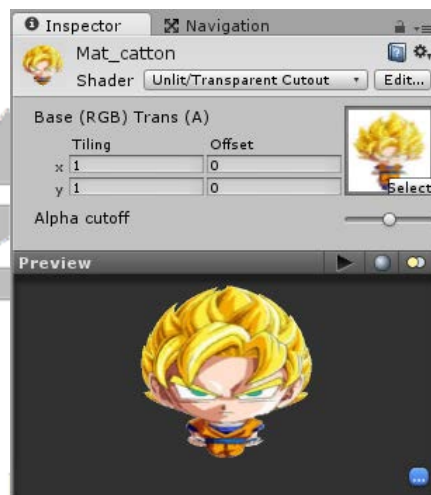 Inspector Navigation
Mat_catton
Shader Unlit/Transparent Cutout Edit...
Base (RGB) Trans (A)
Tiling Offset
x 1 0
y 1 0
Select
Alpha cutoff
Preview